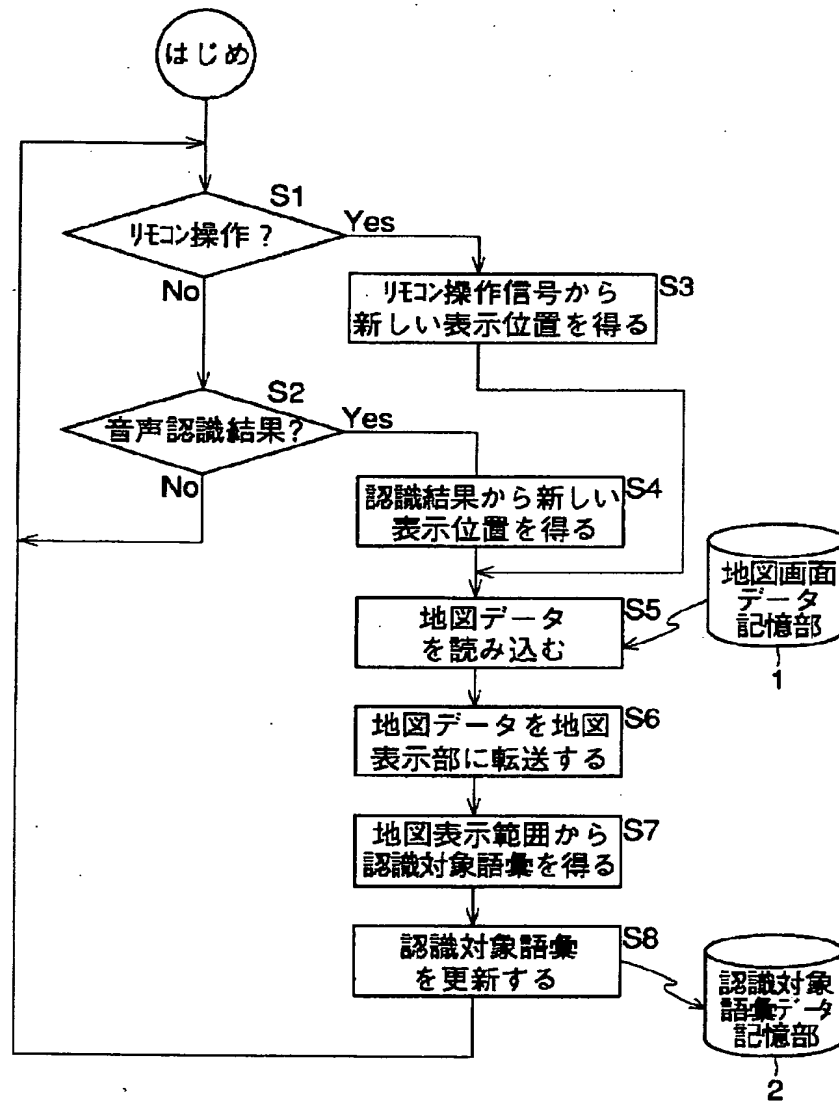 はじめ
S1
リモコン操作？
Yes
No
S3
リモコン操作信号から
新しい表示位置を得る
S2
音声認識結果？
Yes
No
S4
認識結果から新しい
表示位置を得る
S5
地図データ
を読み込む
地図画面
データ
記憶部
1
S6
地図データを地図
表示部に転送する
S7
地図表示範囲から
認識対象語彙を得る
S8
認識対象語彙
を更新する
認識対象
語彙データ
記憶部
2